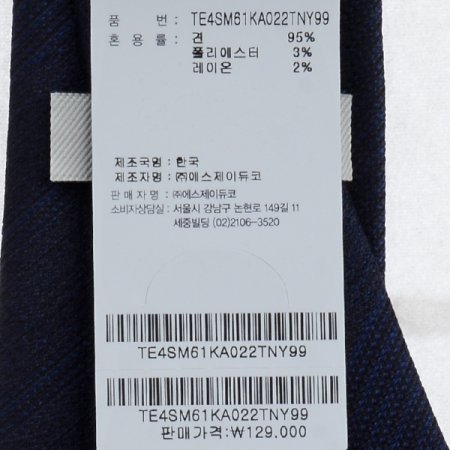 품 번 : TE4SM61KA022TNY99
혼 용 률 : 견 95%
폴리에스터 3%
레이온 2%
제조국명 : 한국
제조자명 : ㈜에스제이듀코
판 매 자 명 : ㈜에스제이듀코
소비자상담실 : 서울시 강남구 논현로 149길 11
세중빌딩 (02)2106-3520
TE4SM61KA022TNY99
TE4SM61KA022TNY99
판매가격:₩129,000